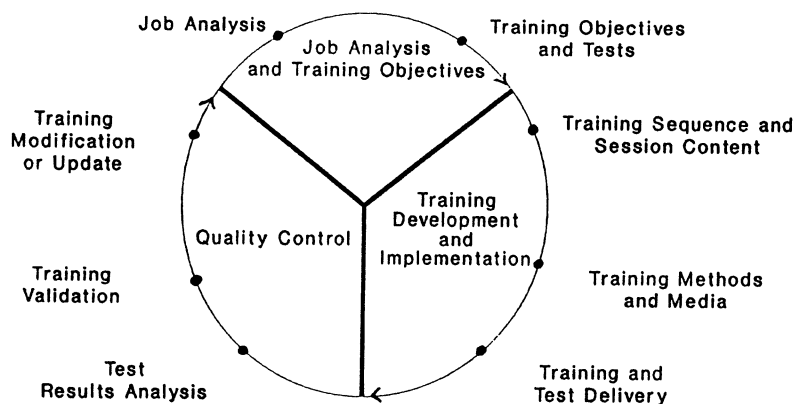 Job Analysis
Job Analysis
and Training Objectives
Training Objectives
and Tests
Training Sequence and
Session Content
Training
Development
and
Implementation
Training Methods
and Media
Training and
Test Delivery
Quality Control
Test
Results Analysis
Training
Validation
Training
Modification
or Update